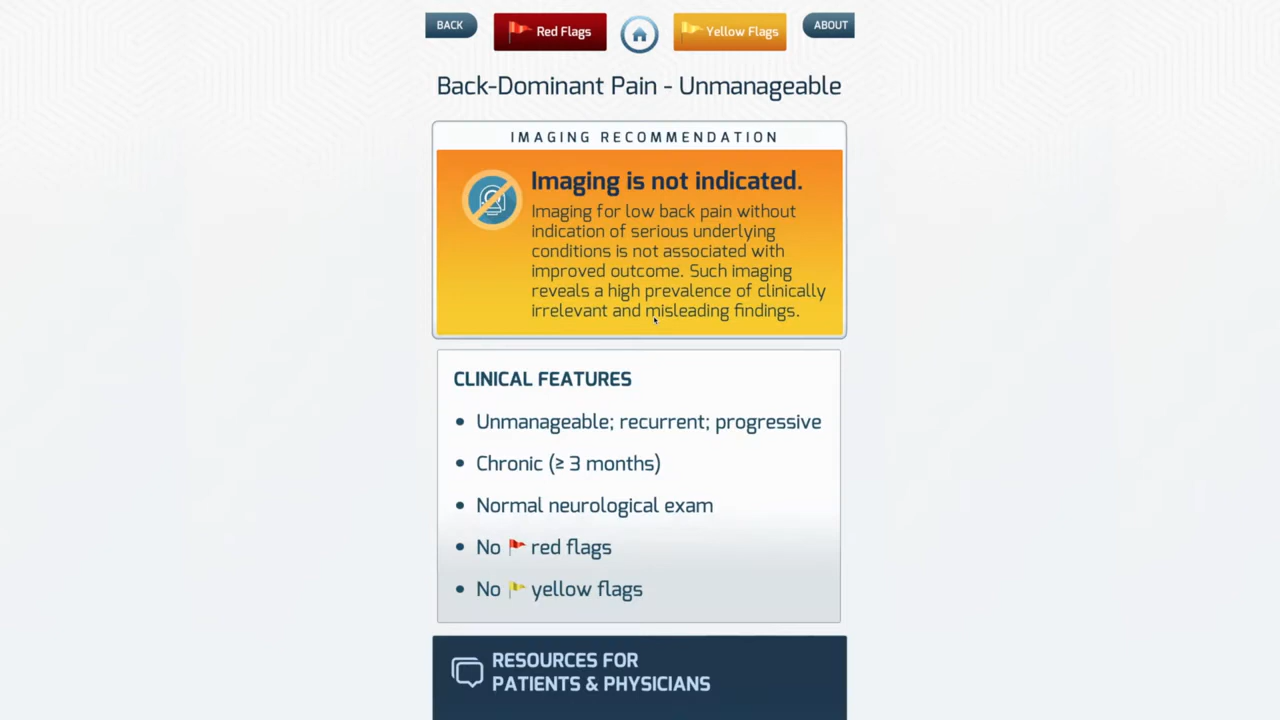 BACK
Red Flags
Yellow Flags
ABOUT
Back-Dominant Pain - Unmanageable
IMAGING RECOMMENDATION
Imaging is not indicated.
Imaging for low back pain without
indication of serious underlying
conditions is not associated with
improved outcome. Such imaging
reveals a high prevalence of clinically
irrelevant and misleading findings.
CLINICAL FEATURES
• Unmanageable; recurrent; progressive
• Chronic (≥ 3 months)
• Normal neurological exam
• No red flags
• No yellow flags
RESOURCES FOR
PATIENTS & PHYSICIANS